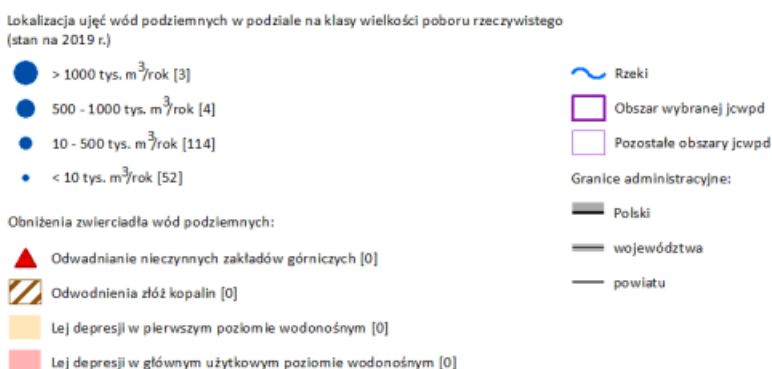 Lokalizacja ujęć wód podziemnych w podziale na klasy wielkości poboru rzeczywistego
(stan na 2019 r.)
> 1000 tys. m³/rok [3]
500 - 1000 tys. m³/rok [4]
10 - 500 tys. m³/rok [114]
< 10 tys. m³/rok [52]
Obniżenia zwierciadła wód podziemnych:
Odwadnianie nieczynnych zakładów górniczych [0]
Odwodnienia złóż kopalin [0]
Lej depresji w pierwszym poziomie wodonośnym [0]
Lej depresji w głównym użytkowym poziomie wodonośnym [0]
Rzeki
Obszar wybranej jcwpd
Pozostałe obszary jcwpd
Granice administracyjne:
Polski
województwa
powiatu